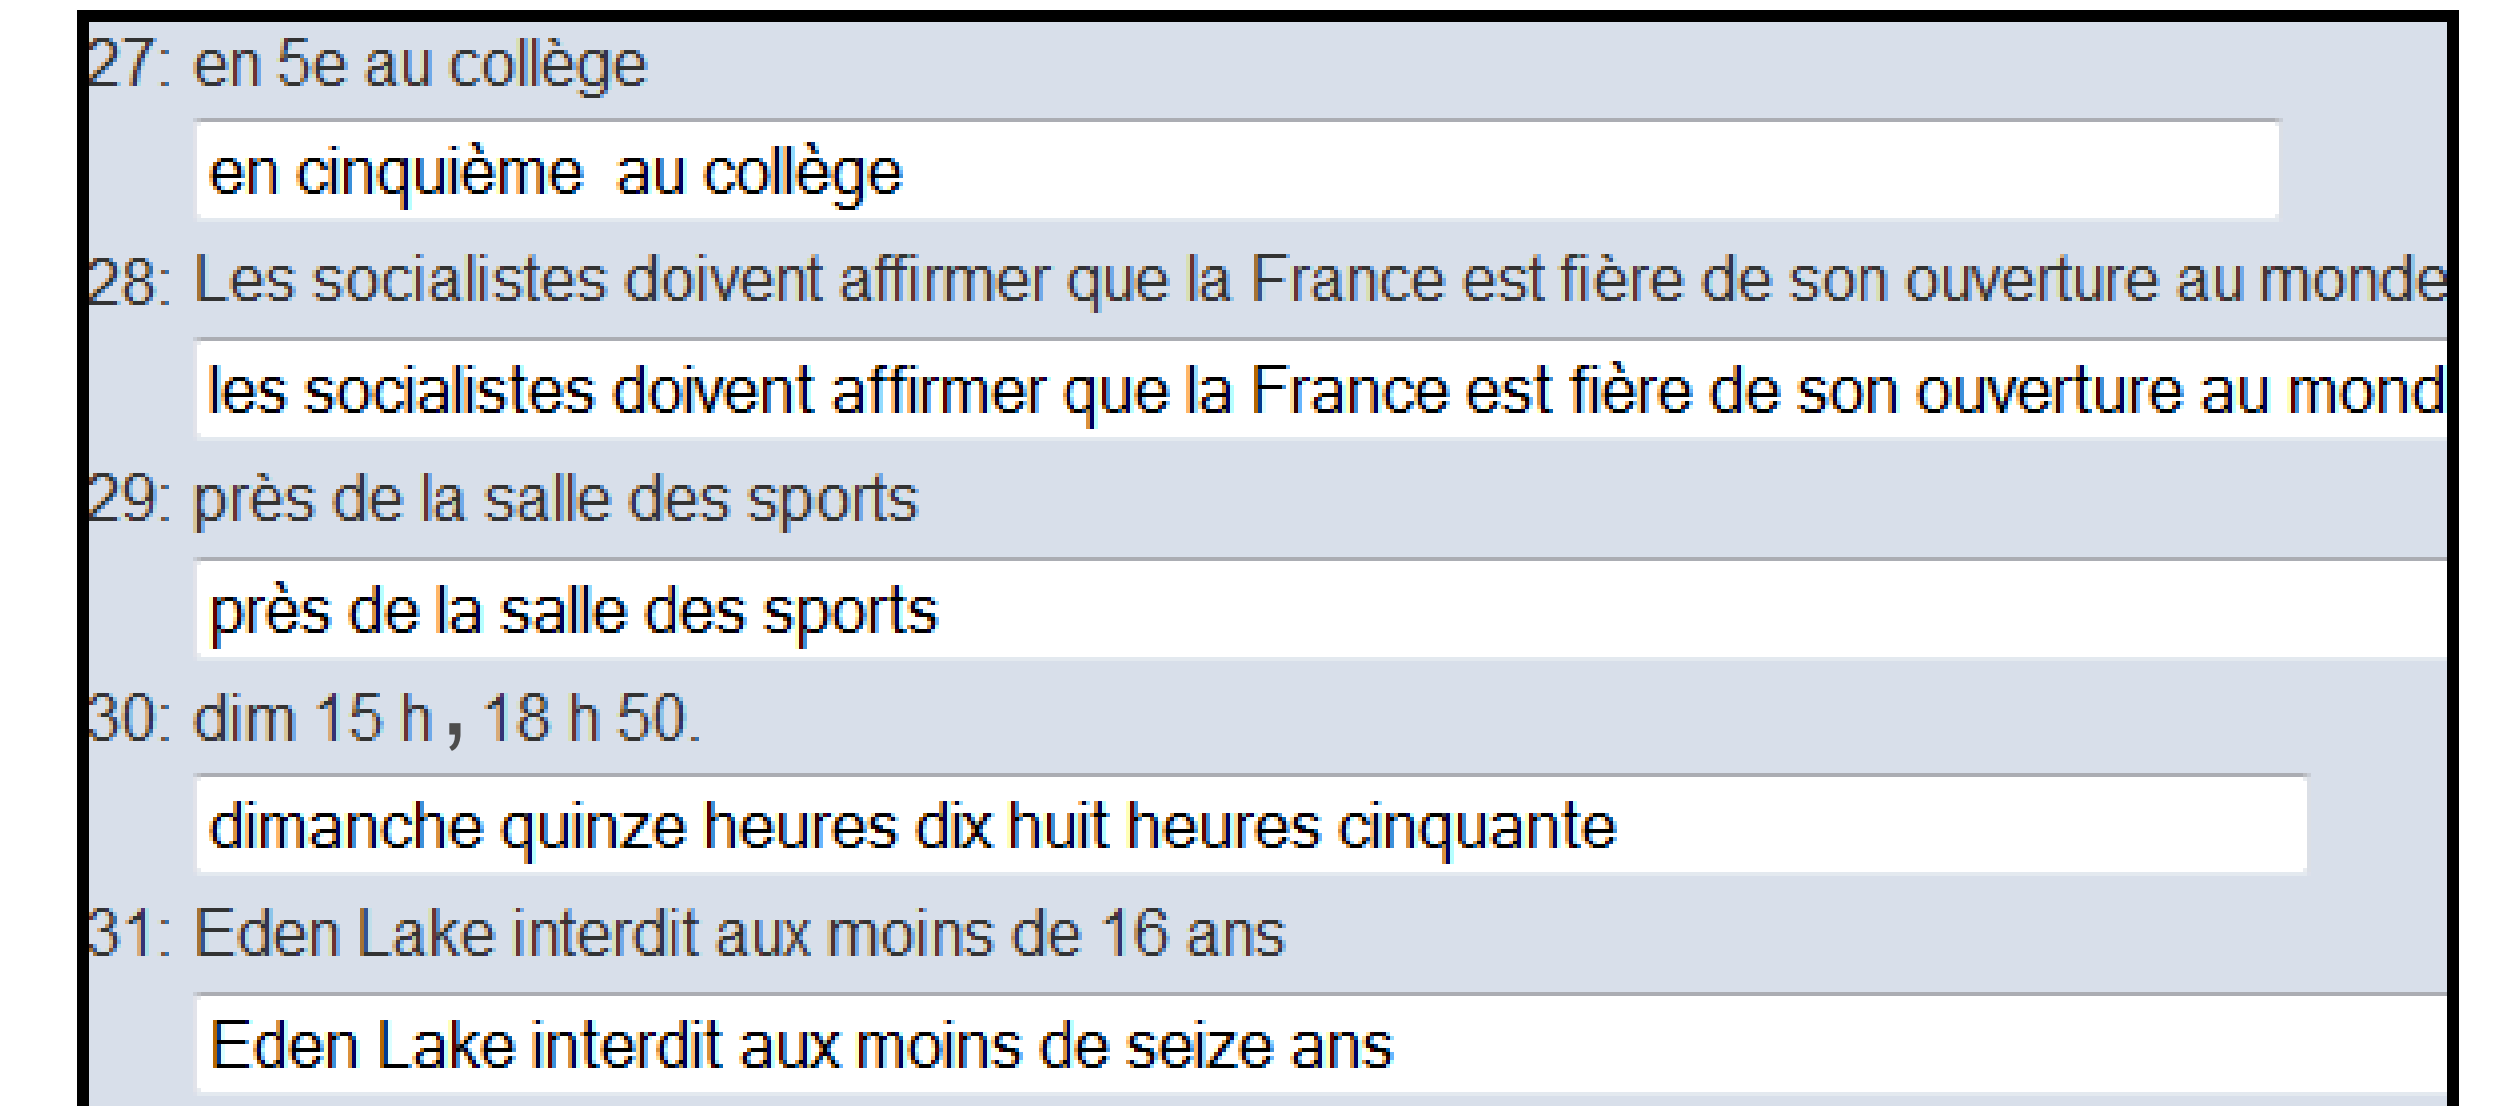 27: en 5e au collège
en cinquième  au collège
28: Les socialistes doivent affirmer que la France est fière de son ouverture au monde
les socialistes doivent affirmer que la France est fière de son ouverture au mond
29: près de la salle des sports
près de la salle des sports
30: dim 15 h , 18 h 50.
dimanche quinze heures dix huit heures cinquante
31: Eden Lake interdit aux moins de 16 ans
Eden Lake interdit aux moins de seize ans